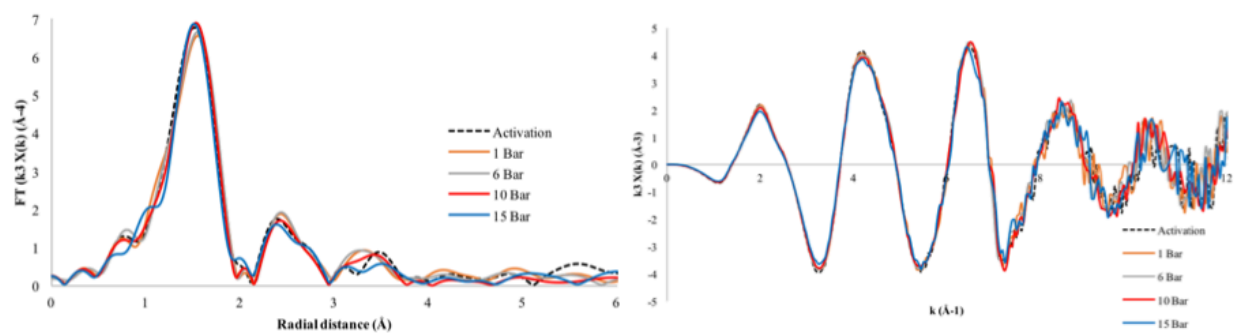 7
6
5
4
3
2
1
0
FT (k3 X(k) (Å-4)
0 1 2 3 4 5 6
Radial distance (Å)
Activation
1 Bar
6 Bar
10 Bar
15 Bar
5
4
3
2
1
0
-1
-2
-3
-4
-5
k3 X(k) (Å-3)
0 2 4 6 8 10 12
k (Å-1)
Activation
1 Bar
6 Bar
10 Bar
15 Bar